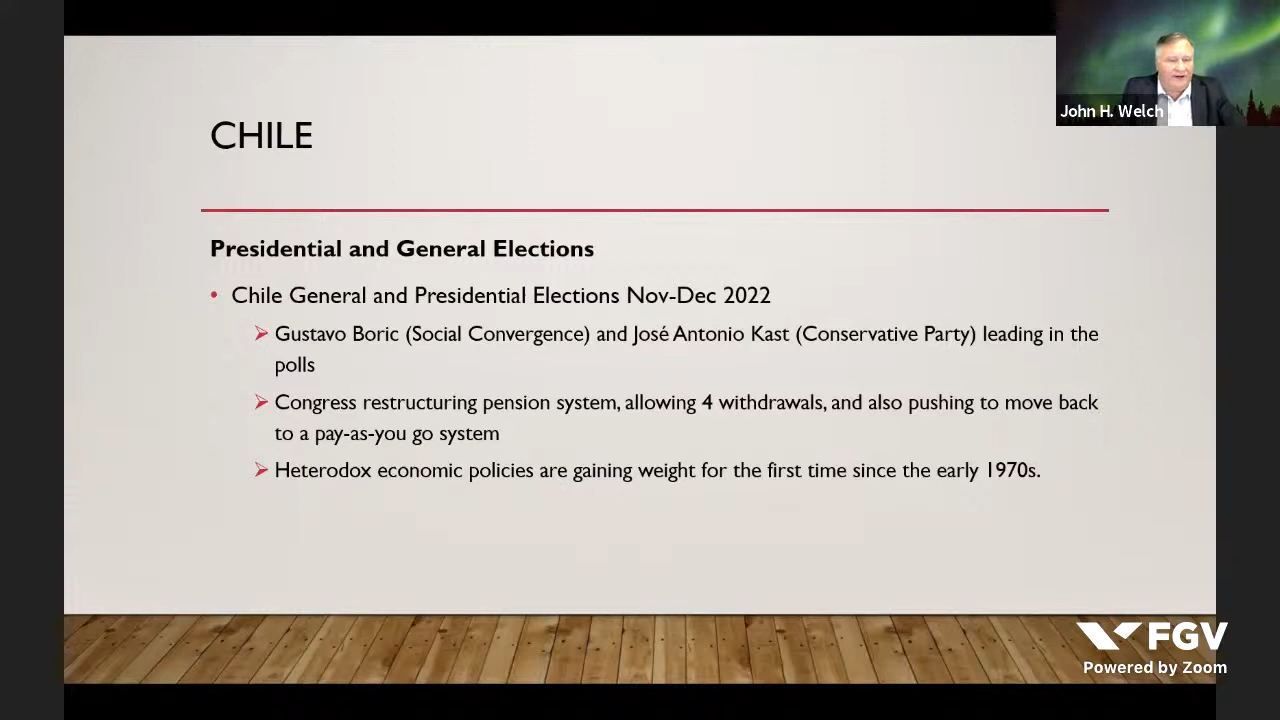 CHILE
John H. Welch
Presidential and General Elections
• Chile General and Presidential Elections Nov-Dec 2022
➢ Gustavo Boric (Social Convergence) and José Antonio Kast (Conservative Party) leading in the
polls
➢ Congress restructuring pension system, allowing 4 withdrawals, and also pushing to move back
to a pay-as-you go system
➢ Heterodox economic policies are gaining weight for the first time since the early 1970s.
FGV
Powered by Zoom